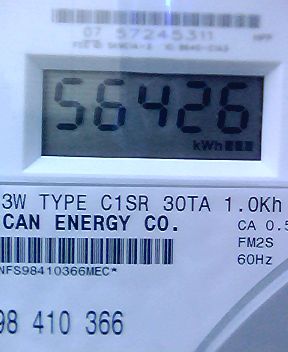 07 57245311
56426
kWh
3W TYPE C1SR 30TA 1.0Kh
CAN ENERGY CO.
CA 0.5
FM2S
NFS98410366MEC*
60Hz
98 410 366